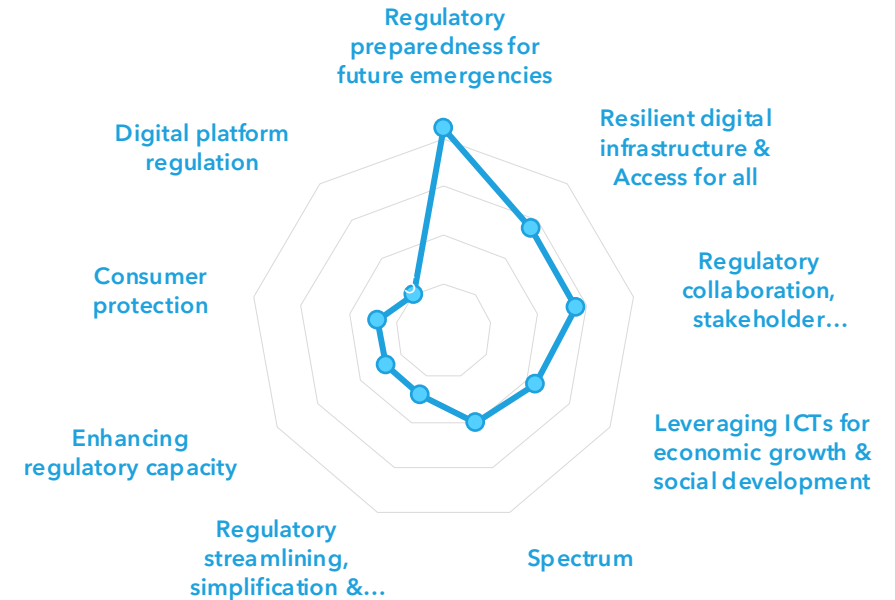 Regulatory
preparedness for
future emergencies
Resilient digital
infrastructure &
Access for all
Regulatory
collaboration,
stakeholder…
Leveraging ICTs for
economic growth &
social development
Spectrum
Regulatory
streamlining,
simplification &…
Enhancing
regulatory capacity
Consumer
protection
Digital platform
regulation